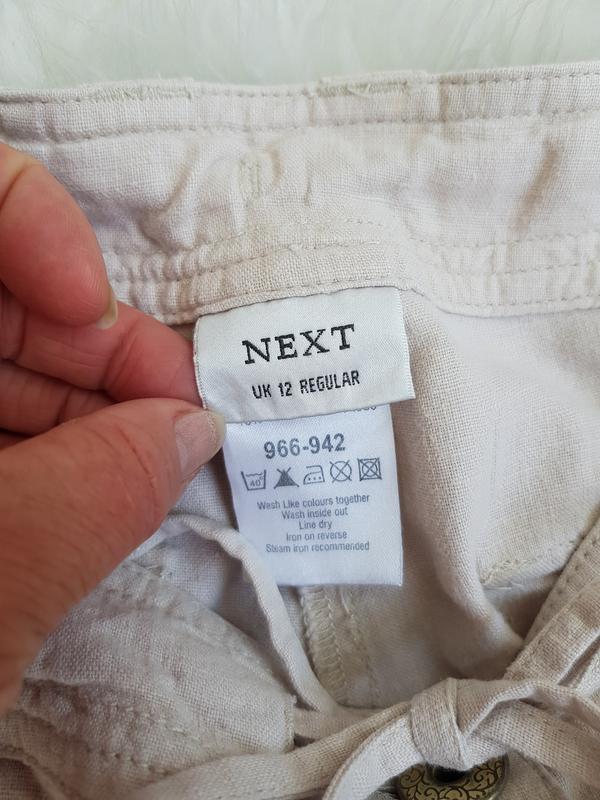 NEXT
UK 12 REGULAR
966-942
40°
Wash Like colours together
Wash inside out
Line dry
Iron on reverse
Steam iron recommended